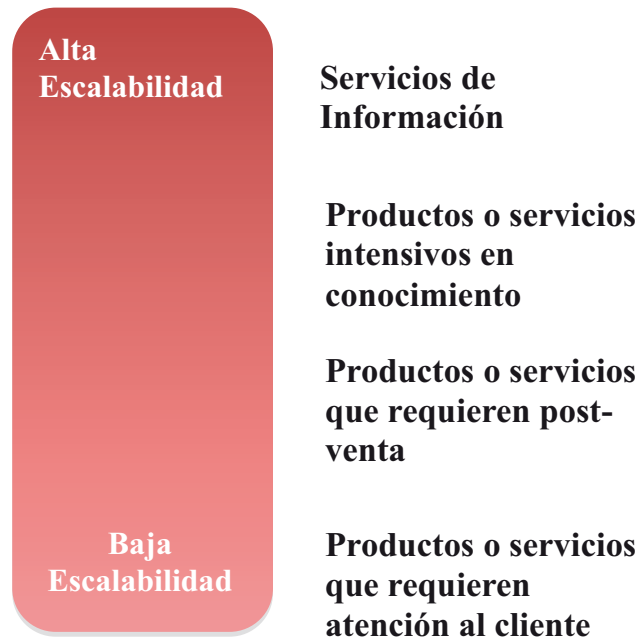 Alta
Escalabilidad
Servicios de
Información
Productos o servicios
intensivos en
conocimiento
Productos o servicios
que requieren post-
venta
Baja
Escalabilidad
Productos o servicios
que requieren
atención al cliente